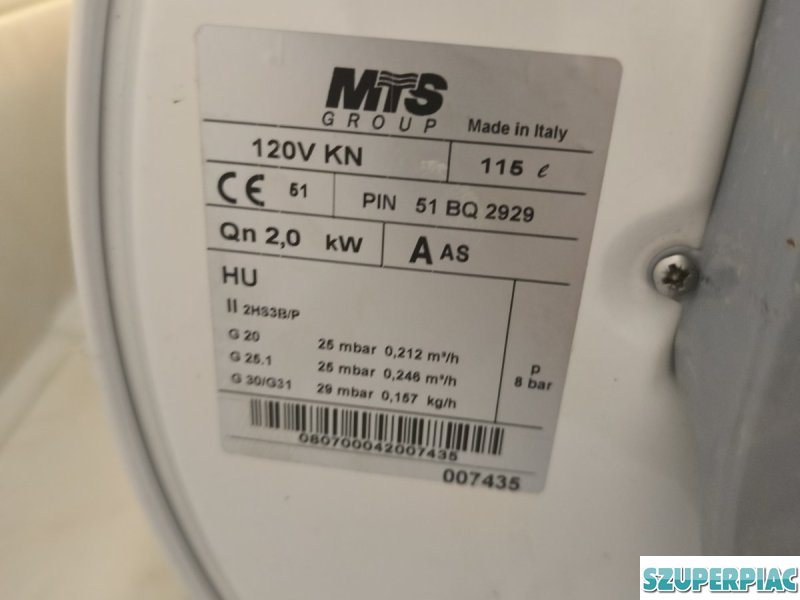 MTS
GROUP
Made in Italy
120V KN
115 ℓ
CE 51
PIN 51 BQ 2929
Qn 2,0 kW
A AS
HU
II 2HS3B/P
G 20 25 mbar 0,212 m³/h
G 25.1 25 mbar 0,246 m³/h
G 30/G31 29 mbar 0,157 kg/h
p
8 bar
080700042007435
007435
SZUPERPIAC